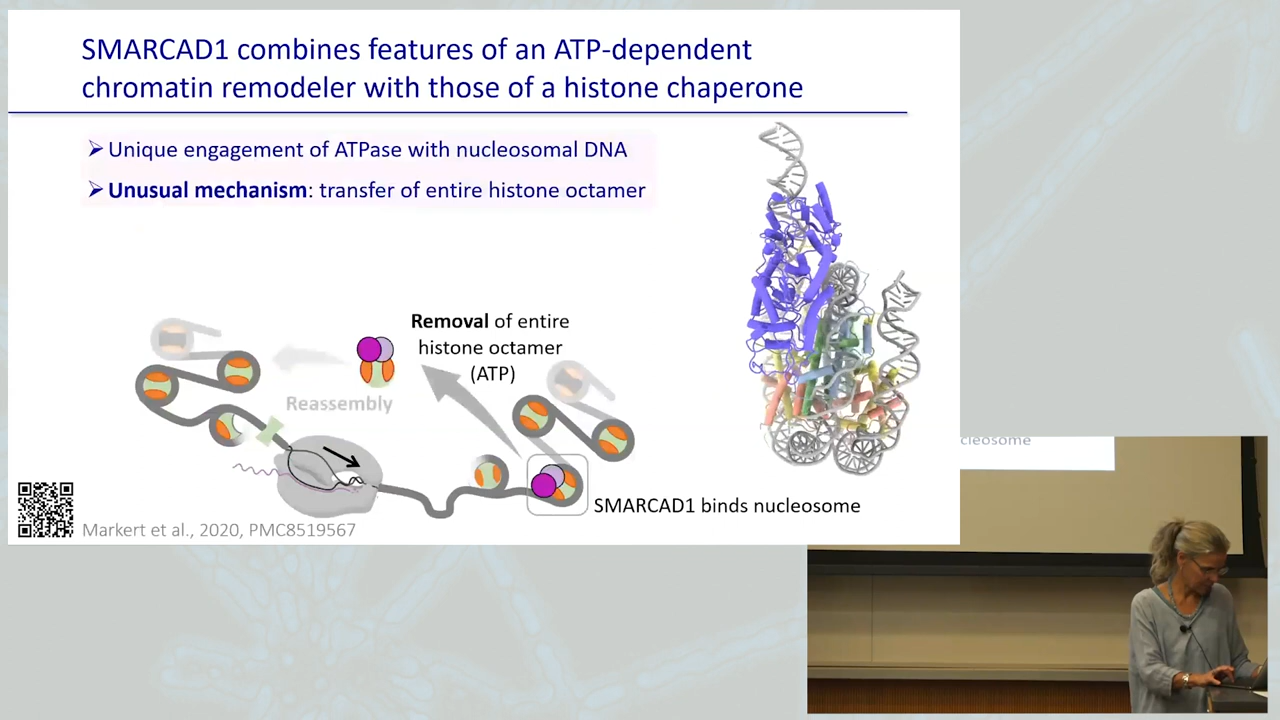 SMARCAD1 combines features of an ATP-dependent
chromatin remodeler with those of a histone chaperone
➢ Unique engagement of ATPase with nucleosomal DNA
➢ Unusual mechanism: transfer of entire histone octamer
Removal of entire
histone octamer
(ATP)
Reassembly
SMARCAD1 binds nucleosome
Markert et al., 2020, PMC8519567
cleosome